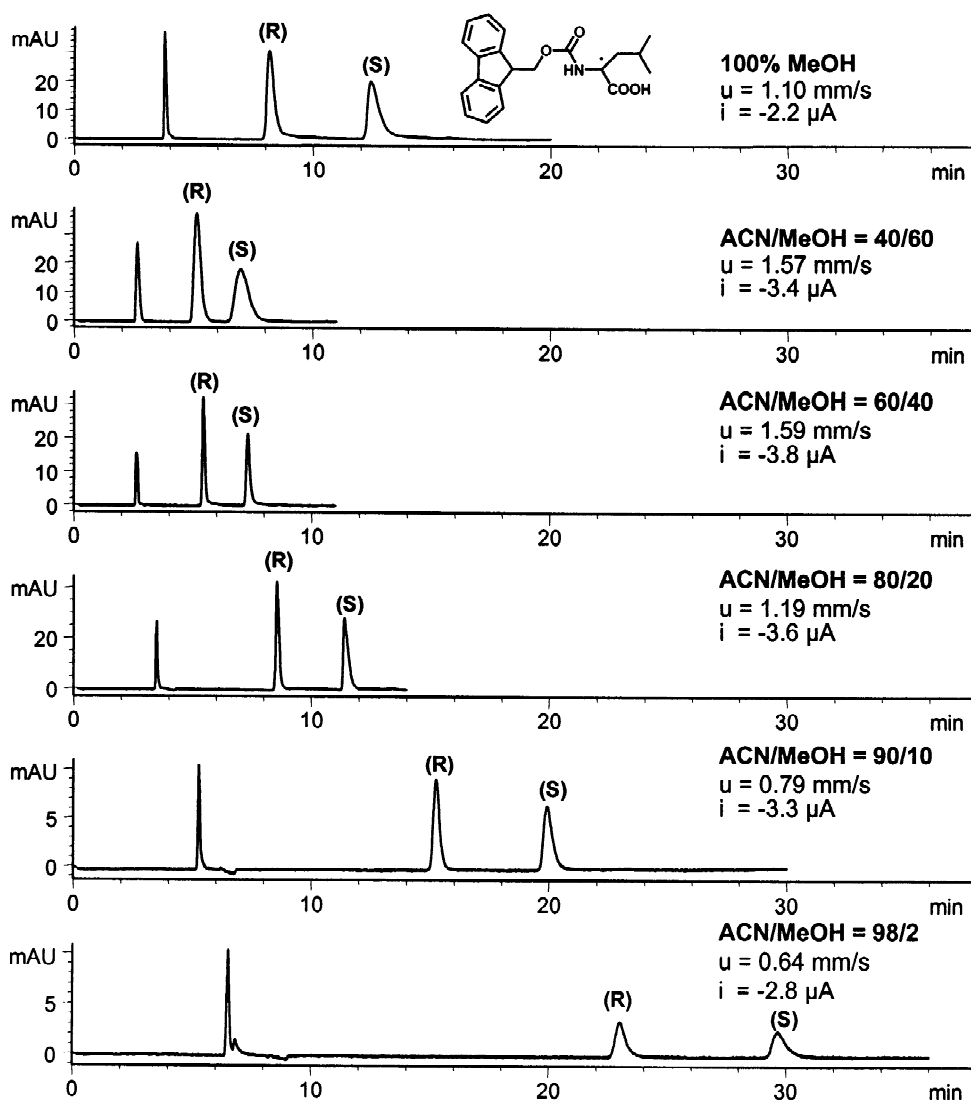 mAU
(R)
(S)
O
O
HN
COOH
100% MeOH
u = 1.10 mm/s
i = -2.2 µA
20
10
0
0
10
20
30
min
mAU
(R)
(S)
ACN/MeOH = 40/60
u = 1.57 mm/s
i = -3.4 µA
20
10
0
0
10
20
30
min
mAU
(R)
(S)
ACN/MeOH = 60/40
u = 1.59 mm/s
i = -3.8 µA
20
10
0
0
10
20
30
min
mAU
(R)
(S)
ACN/MeOH = 80/20
u = 1.19 mm/s
i = -3.6 µA
20
0
0
10
20
30
min
mAU
(R)
(S)
ACN/MeOH = 90/10
u = 0.79 mm/s
i = -3.3 µA
5
0
0
10
20
30
min
mAU
(R)
(S)
ACN/MeOH = 98/2
u = 0.64 mm/s
i = -2.8 µA
5
0
0
10
20
30
min